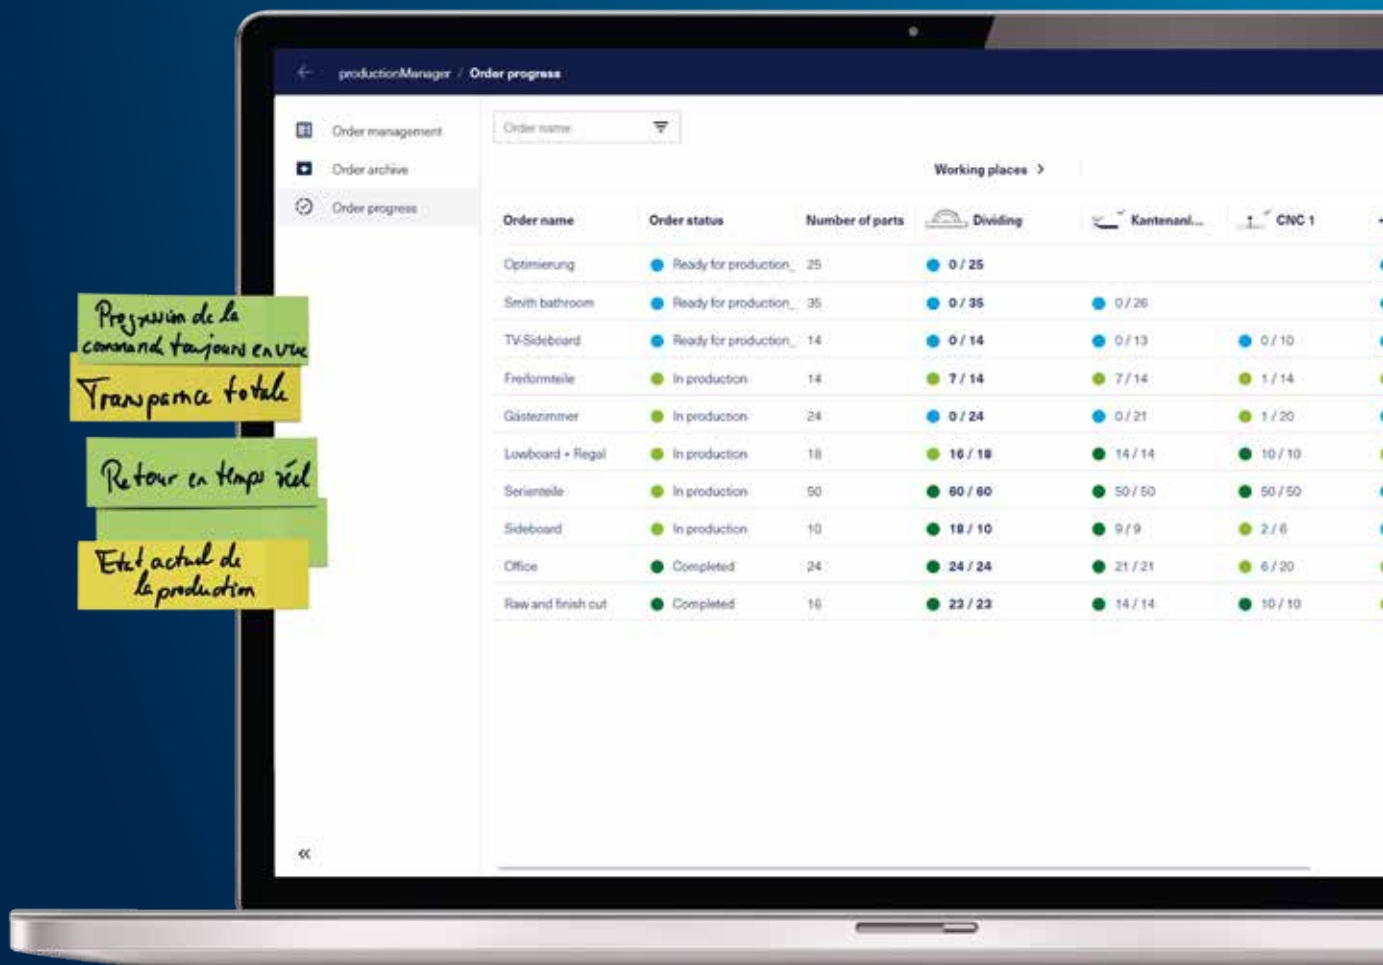 productionManager / Order progress
Order management
Order archive
Order progress
Order name
Working places >
Order name Order status Number of parts Dividing Kantenanl... CNC 1
Optimierung Ready for production_ 25 0 / 25
Smith bathroom Ready for production_ 35 0 / 35 0 / 26
TV-Sideboard Ready for production_ 14 0 / 14 0 / 13 0 / 10
Freiformteile In production 14 7 / 14 7 / 14 1 / 14
Gästezimmer In production 24 0 / 24 0 / 21 1 / 20
Lowboard + Regal In production 18 16 / 18 14 / 14 10 / 10
Serienteile In production 50 60 / 60 50 / 50 50 / 50
Sideboard In production 10 18 / 10 9 / 9 2 / 6
Office Completed 24 24 / 24 21 / 21 6 / 20
Raw and finish cut Completed 16 23 / 23 14 / 14 10 / 10
Progression de la
command toujours en vue
Transparnce totale
Retour en temps réel
Etat actuel de
la production